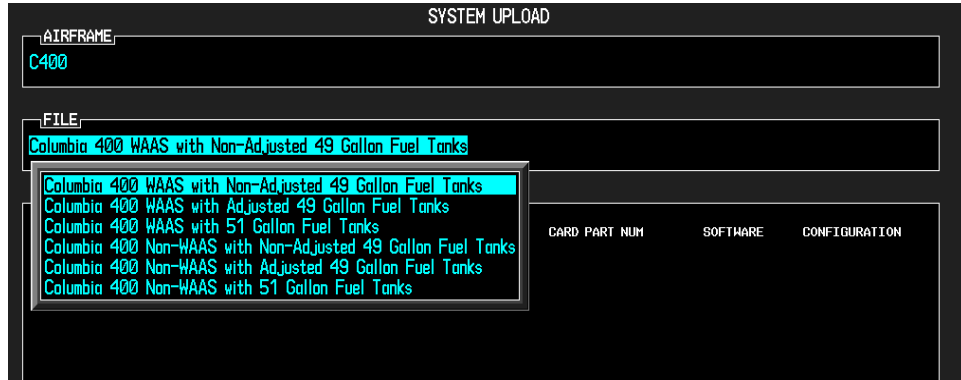 SYSTEM UPLOAD
AIRFRAME
C400
FILE
Columbia 400 WAAS with Non-Adjusted 49 Gallon Fuel Tanks
Columbia 400 WAAS with Non-Adjusted 49 Gallon Fuel Tanks
Columbia 400 WAAS with Adjusted 49 Gallon Fuel Tanks
Columbia 400 WAAS with 51 Gallon Fuel Tanks
Columbia 400 Non-WAAS with Non-Adjusted 49 Gallon Fuel Tanks
Columbia 400 Non-WAAS with Adjusted 49 Gallon Fuel Tanks
Columbia 400 Non-WAAS with 51 Gallon Fuel Tanks
CARD PART NUM SOFTWARE CONFIGURATION